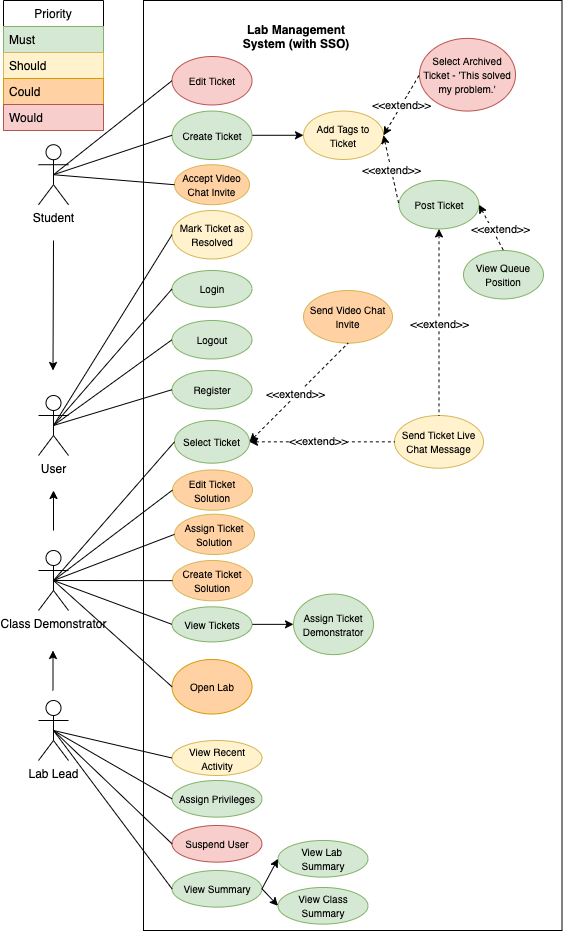 Priority
Must
Should
Could
Would
Lab Management
System (with SSO)
Edit Ticket
Select Archived
Ticket - 'This solved
my problem.'
<<extend>>
Create Ticket
Add Tags to
Ticket
<<extend>>
Accept Video
Chat Invite
Student
Post Ticket
Mark Ticket as
Resolved
<<extend>>
View Queue
Position
Login
Send Video Chat
Invite
<<extend>>
Logout
Register
<<extend>>
Select Ticket
<<extend>>
Send Ticket Live
Chat Message
User
Edit Ticket
Solution
Assign Ticket
Solution
Create Ticket
Solution
Class Demonstrator
View Tickets
Assign Ticket
Demonstrator
Open Lab
View Recent
Activity
Lab Lead
Assign Privileges
Suspend User
View Lab
Summary
View Summary
View Class
Summary